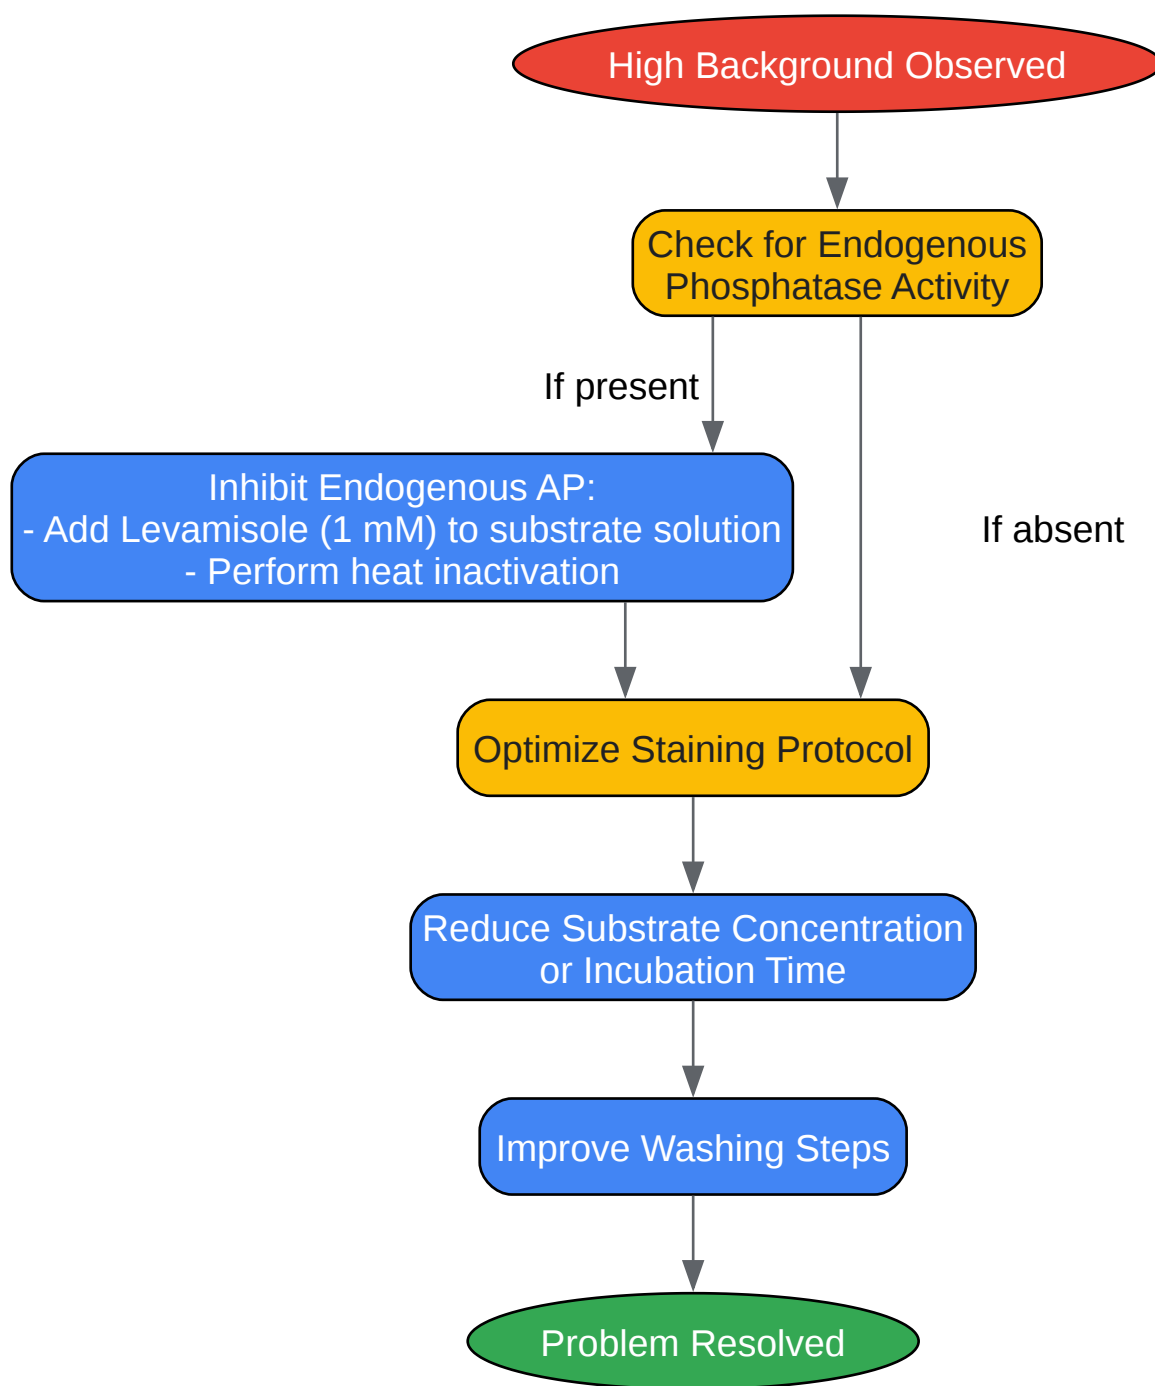 High Background Observed
Check for Endogenous
Phosphatase Activity
If present
Inhibit Endogenous AP:
- Add Levamisole (1 mM) to substrate solution
- Perform heat inactivation
If absent
Optimize Staining Protocol
Reduce Substrate Concentration
or Incubation Time
Improve Washing Steps
Problem Resolved